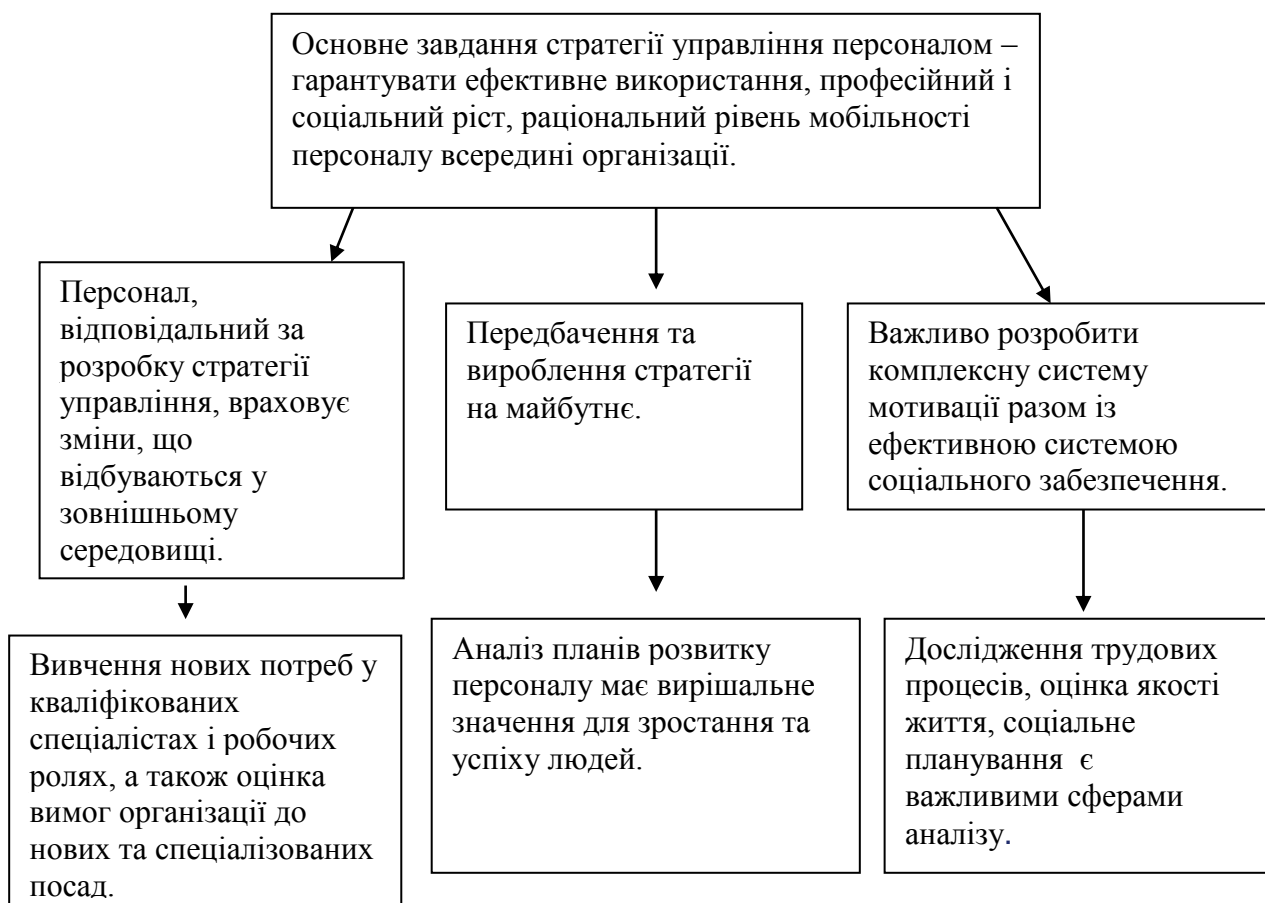 Основне завдання стратегії управління персоналом –
гарантувати ефективне використання, професійний і
соціальний ріст, раціональний рівень мобільності
персоналу всередині організації.
Персонал,
відповідальний за
розробку стратегії
управління, враховує
зміни, що
відбуваються у
зовнішньому
середовищі.
Передбачення та
вироблення стратегії
на майбутнє.
Важливо розробити
комплексну систему
мотивації разом із
ефективною системою
соціального забезпечення.
Вивчення нових потреб у
кваліфікованих
спеціалістах і робочих
ролях, а також оцінка
вимог організації до
нових та спеціалізованих
посад.
Аналіз планів розвитку
персоналу має вирішальне
значення для зростання та
успіху людей.
Дослідження трудових
процесів, оцінка якості
життя, соціальне
планування є
важливими сферами
аналізу.